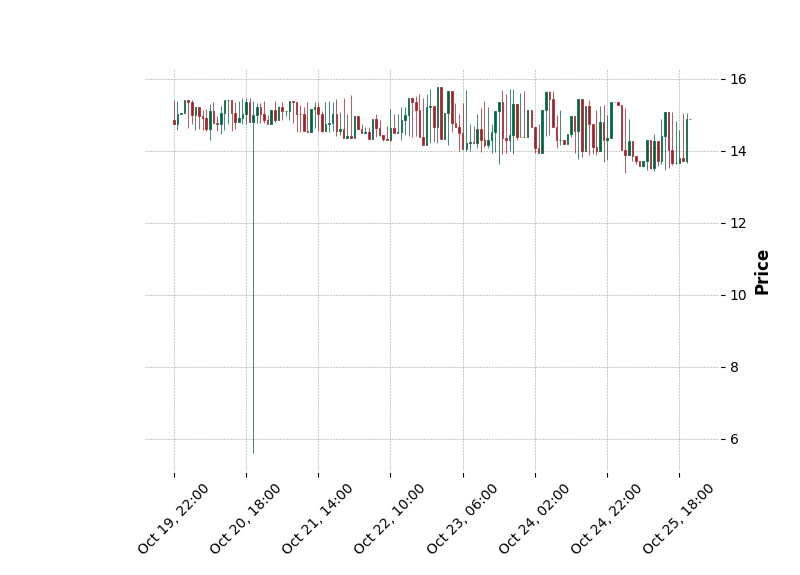 16
14
12
10
8
6
Price
Oct 19, 22:00
Oct 20, 18:00
Oct 21, 14:00
Oct 22, 10:00
Oct 23, 06:00
Oct 24, 02:00
Oct 24, 22:00
Oct 25, 18:00